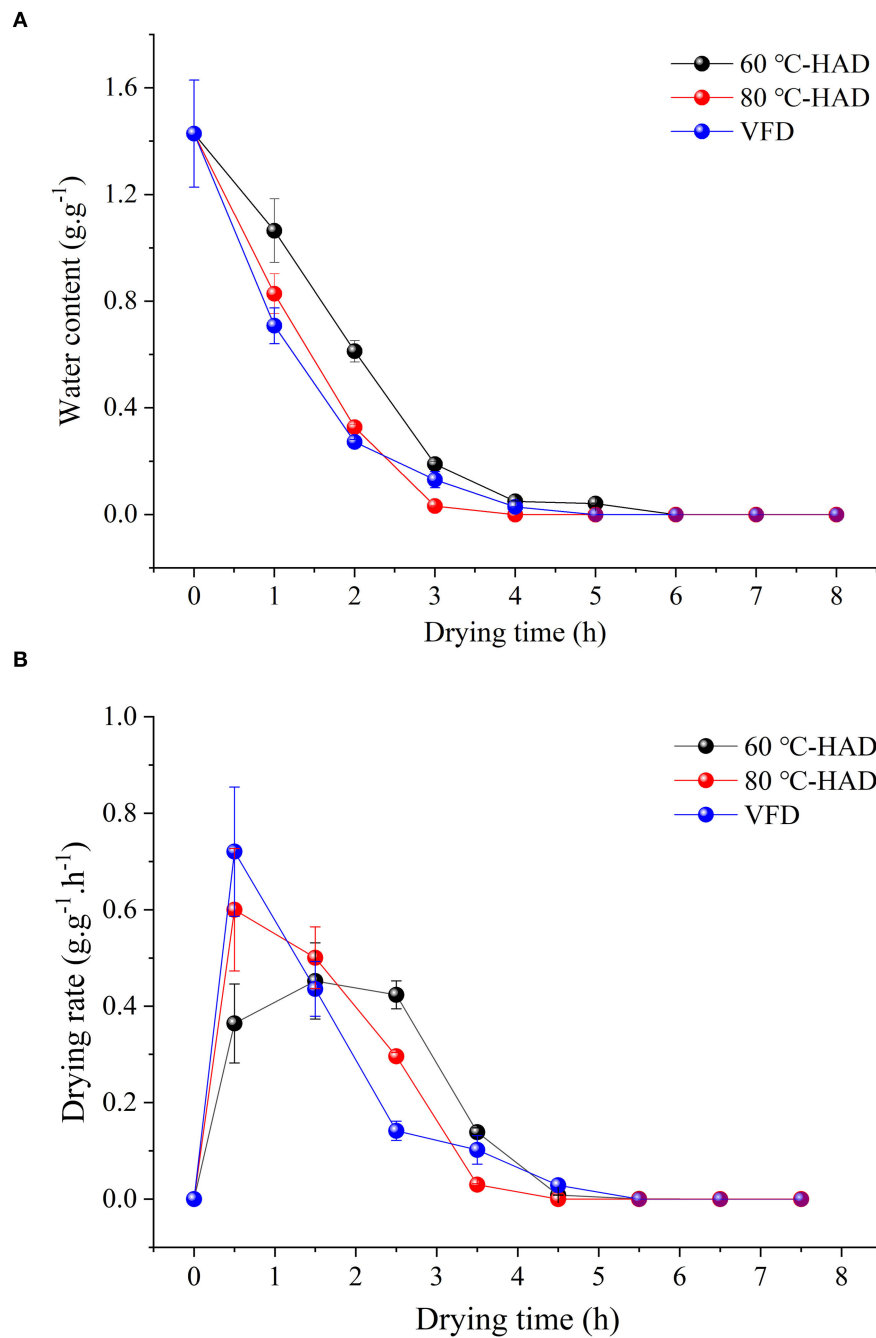 A
60 ℃-HAD
80 ℃-HAD
VFD
1.6
1.2
0.8
0.4
0.0
Water content (g.g-1)
0 1 2 3 4 5 6 7 8
Drying time (h)
B
60 ℃-HAD
80 ℃-HAD
VFD
1.0
0.8
0.6
0.4
0.2
0.0
Drying rate (g.g-1.h-1)
0 1 2 3 4 5 6 7 8
Drying time (h)